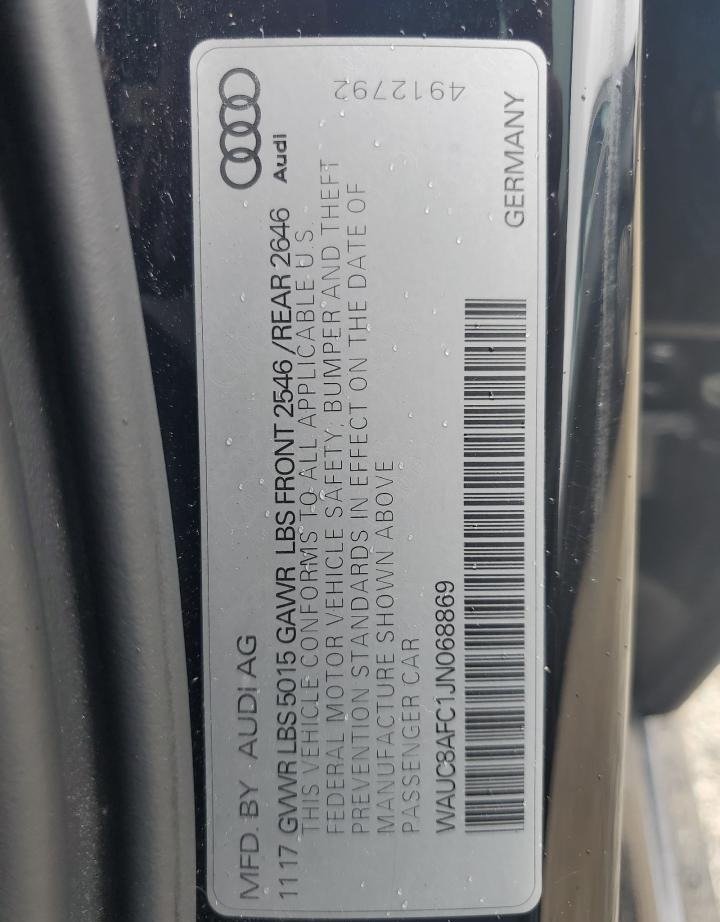 4912792
Audi
MFD. BY AUDI AG
11 17 GVWR LBS 5015 GAWR LBS FRONT 2546 /REAR 2646
THIS VEHICLE CONFORMS TO ALL APPLICABLE U.S.
FEDERAL MOTOR VEHICLE SAFETY, BUMPER AND THEFT
PREVENTION STANDARDS IN EFFECT ON THE DATE OF
MANUFACTURE SHOWN ABOVE
PASSENGER CAR
WAUC8AFC1JN068869
GERMANY